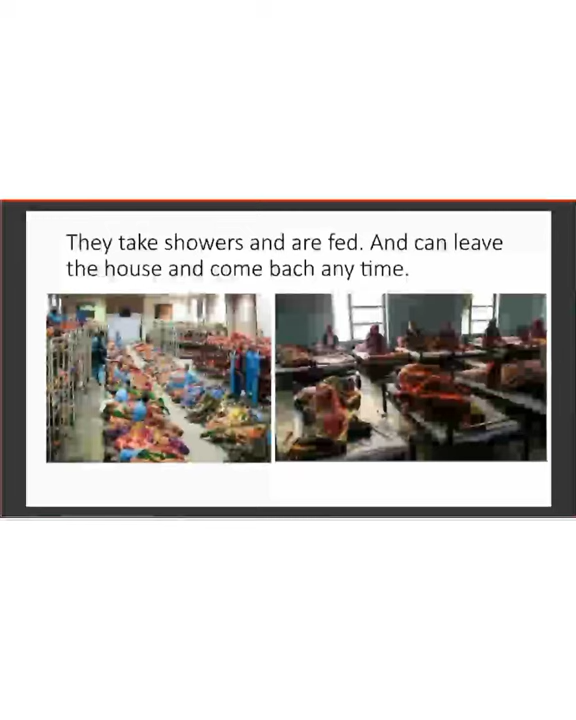 They take showers and are fed. And can leave
the house and come bach any time.